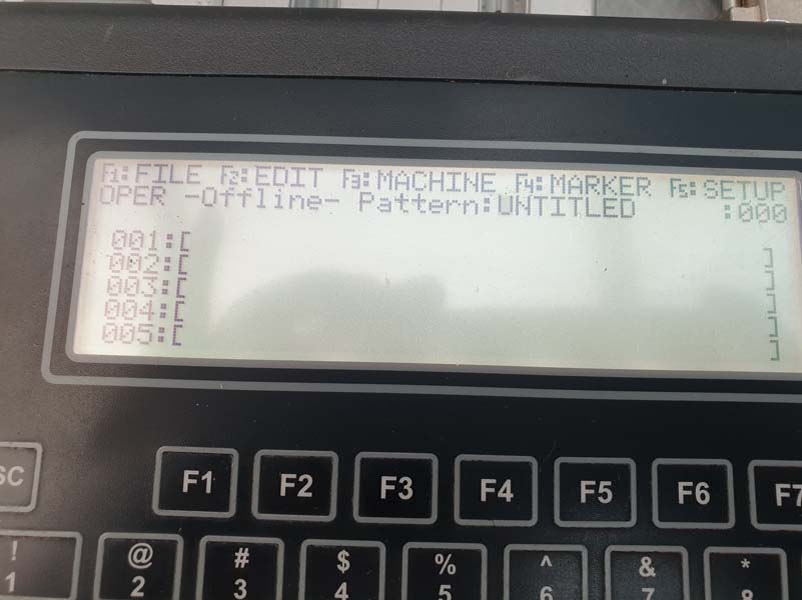 F1:FILE F2:EDIT F3:MACHINE F4:MARKER F5:SETUP
OPER -Offline- Pattern:UNTITLED :000
001:[ ]
002:[ ]
003:[ ]
004:[ ]
005:[ ]
SC F1 F2 F3 F4 F5 F6 F7
! @ # $ % ^ & *
1 2 3 4 5 6 7 8